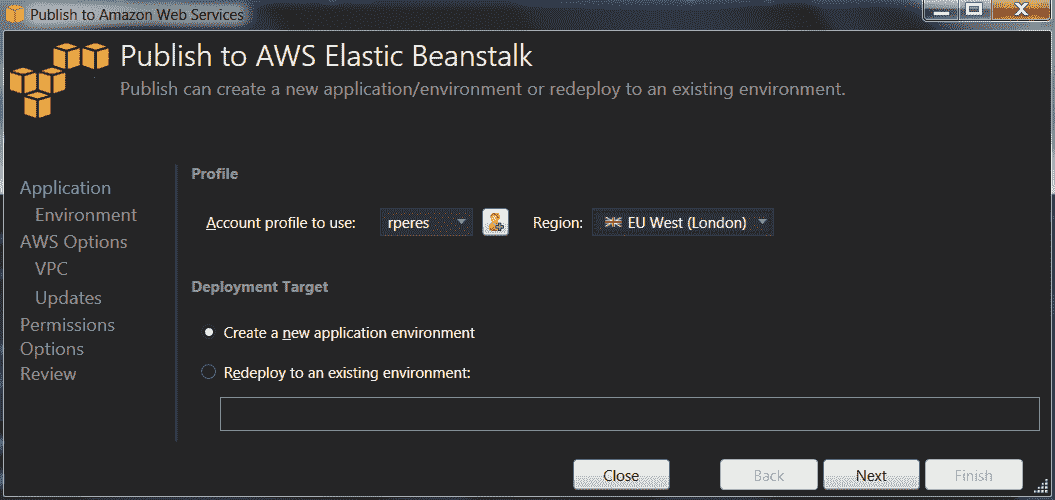 Publish to Amazon Web Services
Publish to AWS Elastic Beanstalk
Publish can create a new application/environment or redeploy to an existing environment.
Application
Environment
AWS Options
VPC
Updates
Permissions
Options
Review
Profile
Account profile to use: rperes Region: EU West (London)
Deployment Target
Create a new application environment
Redeploy to an existing environment:
Close Back Next Finish